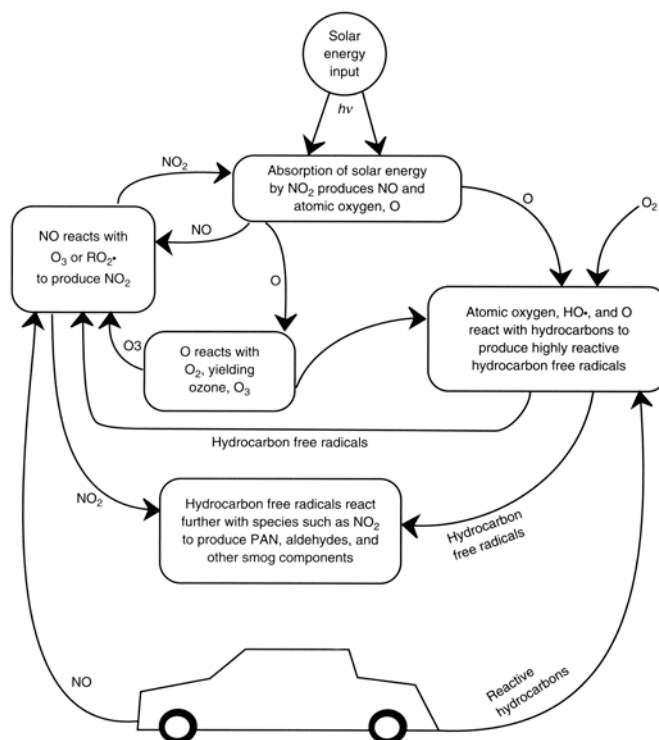 Solar
energy
input
hν
NO₂
Absorption of solar energy
by NO₂ produces NO and
atomic oxygen, O
O
O₂
NO
NO reacts with
O₃ or RO₂•
to produce NO₂
O
Atomic oxygen, HO•, and O
react with hydrocarbons to
produce highly reactive
hydrocarbon free radicals
O3
O reacts with
O₂, yielding
ozone, O₃
Hydrocarbon free radicals
NO₂
Hydrocarbon free radicals react
further with species such as NO₂
to produce PAN, aldehydes, and
other smog components
Hydrocarbon
free radicals
NO
Reactive
hydrocarbons